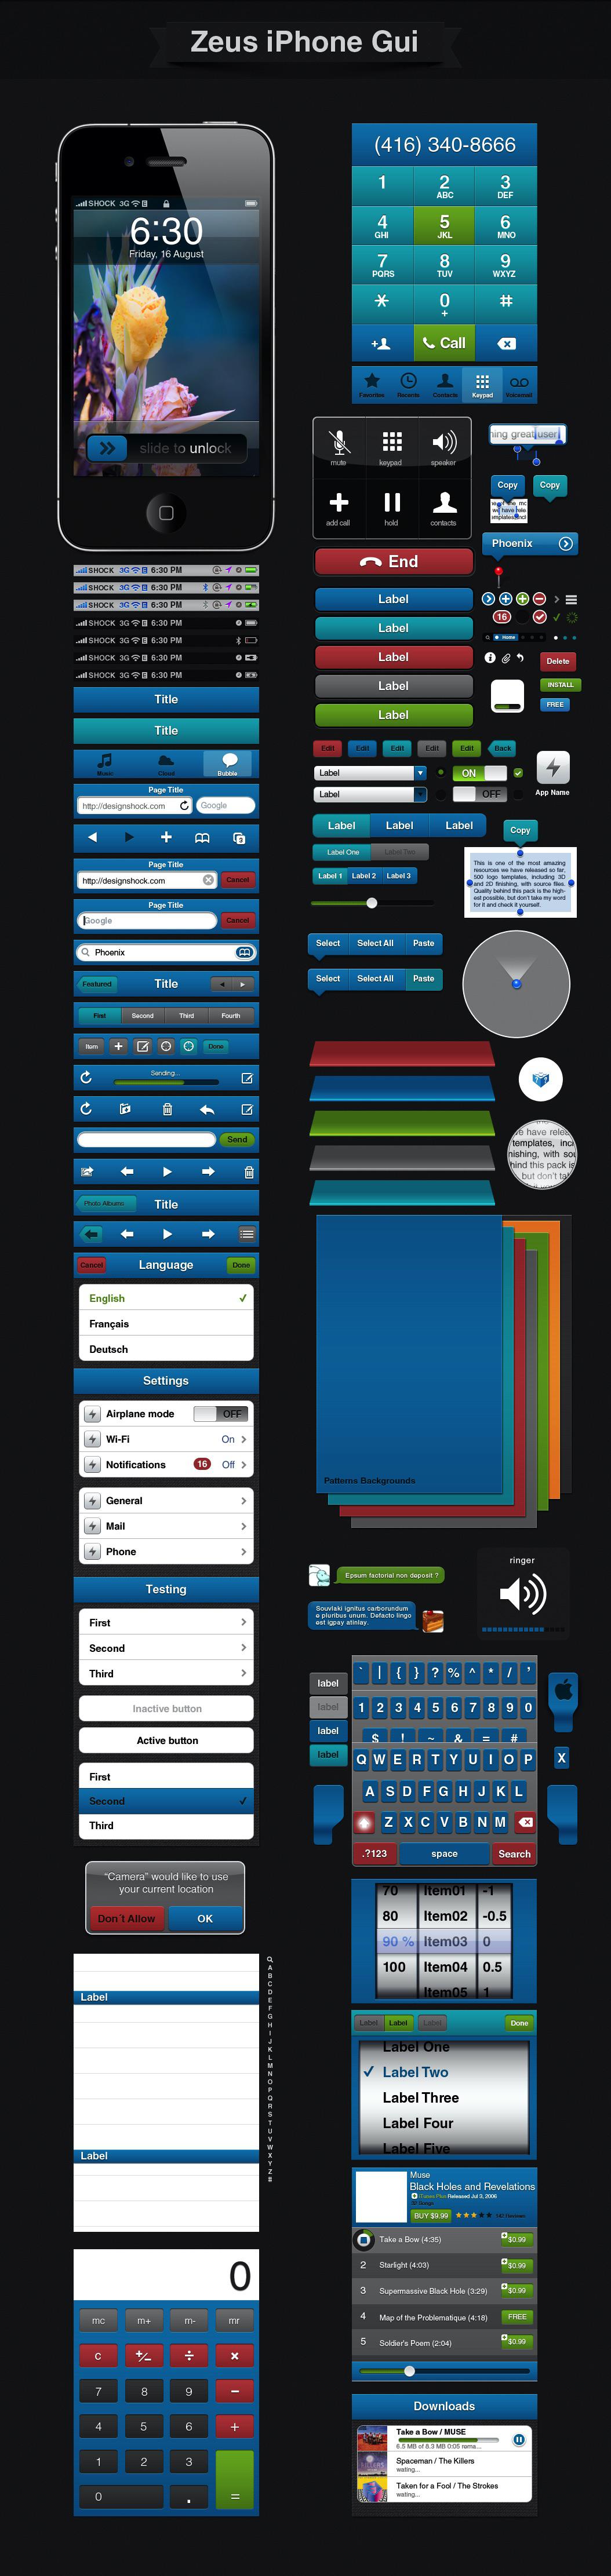 Zeus iPhone Gui
SHOCK 3G
6:30
Friday, 16 August
slide to unlock
SHOCK 3G 6:30 PM
SHOCK 3G 6:30 PM
SHOCK 3G 6:30 PM
SHOCK 3G 6:30 PM
SHOCK 3G 6:30 PM
SHOCK 3G 6:30 PM
SHOCK 3G 6:30 PM
SHOCK 3G 6:30 PM
Title
Title
Music Cloud Bubble
Page Title
http://designshock.com Google
3
Page Title
http://designshock.com Cancel
Page Title
Google Cancel
Phoenix
Featured Title
First Second Third Fourth
Item Done
Sending...
Send
Photo Albums Title
Cancel Language Done
English
Français
Deutsch
Settings
Airplane mode OFF
Wi-Fi On
Notifications 16 Off
General
Mail
Phone
Testing
First
Second
Third
Inactive button
Active button
First
Second
Third
“Camera” would like to use
your current location
Don´t Allow OK
Label
Label
A
B
C
D
E
F
G
H
I
J
K
L
M
N
O
P
Q
R
S
T
U
V
W
X
Y
Z
#
0
mc m+ m- mr
c +/- ÷ ×
7 8 9 −
4 5 6 +
1 2 3
0 . =
(416) 340-8666
1 2 3
ABC DEF
4 5 6
GHI JKL MNO
7 8 9
PQRS TUV WXYZ
* 0 #
+
+ Call
Favorites Recents Contacts Keypad Voicemail
mute keypad speaker
add call hold contacts
End
Label
Label
Label
Label
Label
ning great user
Copy Copy
Phoenix
16
Home
Delete
INSTALL
FREE
Edit Edit Edit Edit Edit Back
Label ON
Label OFF
App Name
Label Label Label
Label One Label Two
Label 1 Label 2 Label 3
Copy
This is one of the most amazing
resources we have released so far,
500 logo templates, including 3D
and 2D finishing, with source files.
Quality behind this pack is the high-
est possible, but don't take my word
for it and check it yourself.
Select Select All Paste
Select Select All Paste
e have relea
templates, inc
nishing, with sou
hind this pack is
but don't tal
Patterns Backgrounds
Epsum factorial non deposit ?
Souvlaki ignitus carborundum
e pluribus unum. Defacto lingo
est igpay atinlay.
ringer
label
label
label
label
` | { } ? % ^ * / ’
1 2 3 4 5 6 7 8 9 0
$ ! ~ & = #
Q W E R T Y U I O P
A S D F G H J K L
Z X C V B N M
.?123 space Search
X
70 Item01 -1
80 Item02 -0.5
90 % Item03 0
100 Item04 0.5
Item05 1
Label Label Label Done
Label One
Label Two
Label Three
Label Four
Label Five
Muse
Black Holes and Revelations
iTunes Plus Released Jul 3, 2006
BUY $9.99
Take a Bow (4:35) $0.99
2 Starlight (4:03) $0.99
3 Supermassive Black Hole (3:29) $0.99
4 Map of the Problematique (4:18) FREE
5 Soldier's Poem (2:04) $0.99
Downloads
Take a Bow / MUSE
6.5 MB of 8.3 MB 0:05 rema...
Spaceman / The Killers
wating...
Taken for a Fool / The Strokes
wating...